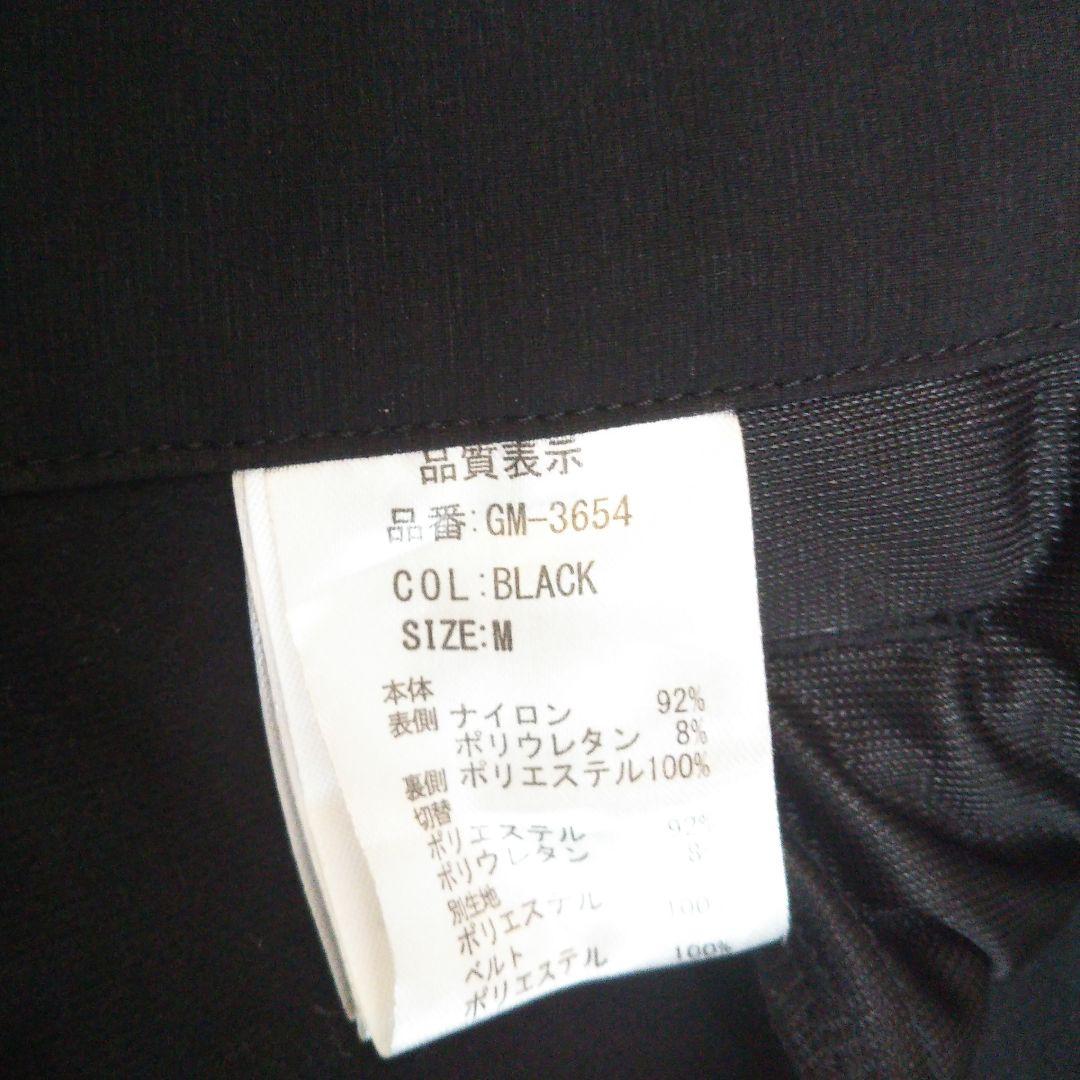 品質表示
品番:GM-3654
COL:BLACK
SIZE:M
本体
表側 ナイロン 92%
ポリウレタン 8%
裏側 ポリエステル100%
切替
ポリエステル 92%
ポリウレタン 8
別生地
ポリエステル 100
ベルト
ポリエステル 100%